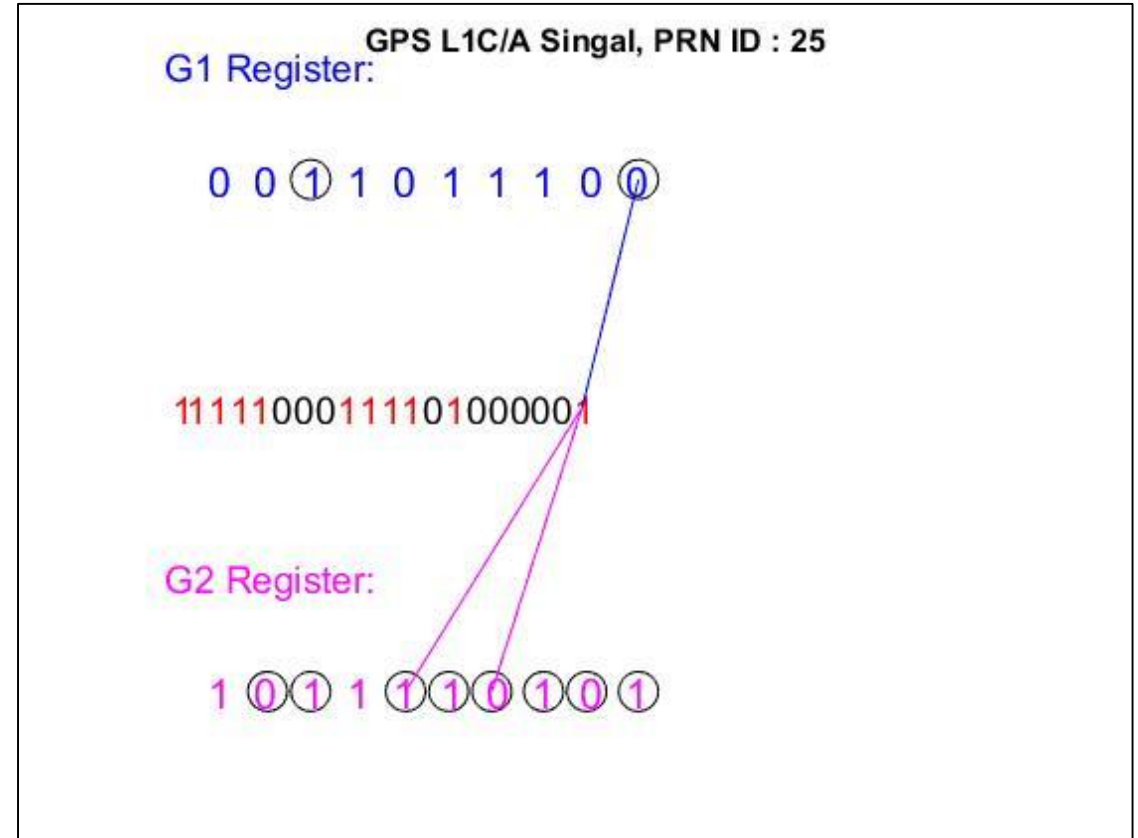 GPS L1C/A Singal, PRN ID : 25
G1 Register:
0 0 1 1 0 1 1 1 0 0
1111100011110100001
G2 Register:
1 0 1 1 1 1 0 1 0 1